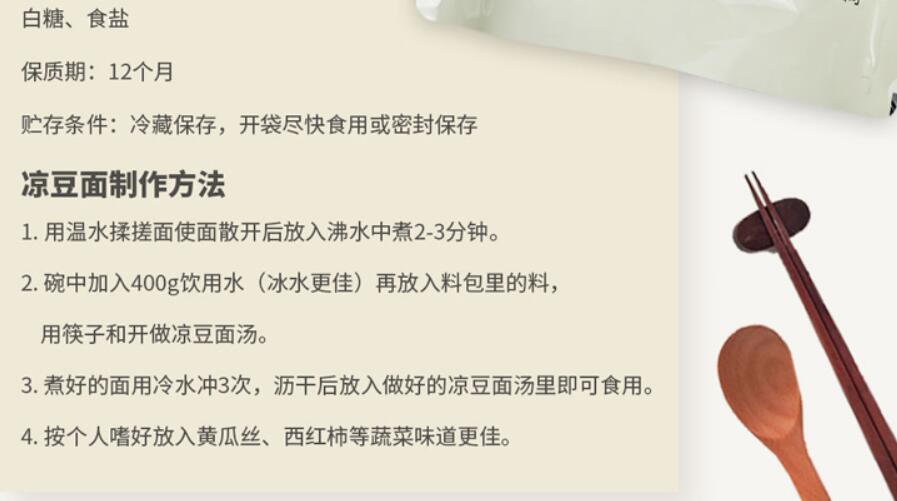 白糖、食盐
保质期：12个月
贮存条件：冷藏保存，开袋尽快食用或密封保存
凉豆面制作方法
1. 用温水揉搓面使面散开后放入沸水中煮2-3分钟。
2. 碗中加入400g饮用水（冰水更佳）再放入料包里的料，
用筷子和开做凉豆面汤。
3. 煮好的面用冷水冲3次，沥干后放入做好的凉豆面汤里即可食用。
4. 按个人嗜好放入黄瓜丝、西红柿等蔬菜味道更佳。